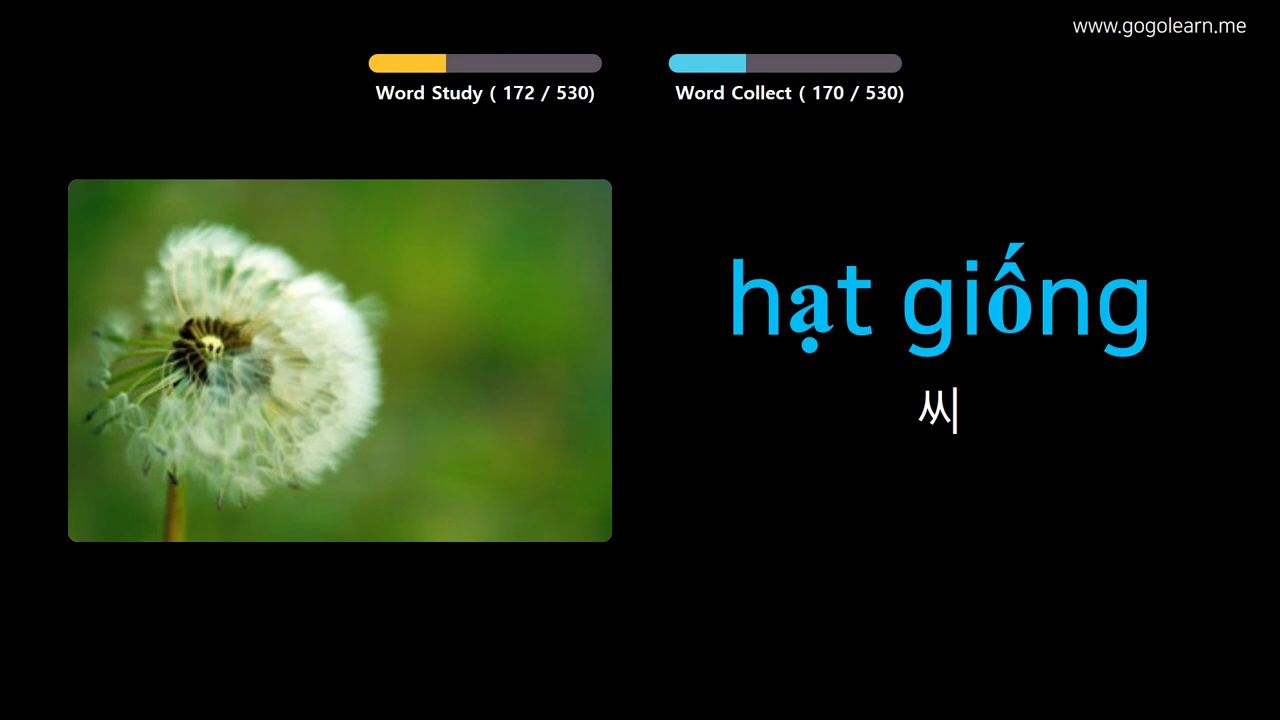 www.gogolearn.me
Word Study ( 172 / 530)
Word Collect ( 170 / 530)
hạt giống
씨